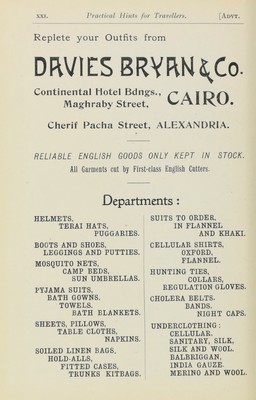 xxi. Practical Hints for Travellers. [ADVT.
Replete your Outfits from
DAVIES BRYAN & Co.
Continental Hotel Bdngs.,
Maghraby Street, CAIRO.
Cherif Pacha Street, ALEXANDRIA.
RELIABLE ENGLISH GOODS ONLY KEPT IN STOCK.
All Garments cut by First-class English Cutters.
Departments:
HELMETS,
TERAI HATS,
PUGGARIES.
BOOTS AND SHOES,
LEGGINGS AND PUTTIES.
MOSQUITO NETS,
CAMP BEDS,
SUN UMBRELLAS.
PYJAMA SUITS,
BATH GOWNS.
TOWELS.
BATH BLANKETS.
SHEETS, PILLOWS.
TABLE CLOTHS,
NAPKINS.
SOILED LINEN BAGS,
HOLD-ALLS,
FITTED CASES,
TRUNKS KITBAGS.
SUITS TO ORDER,
IN FLANNEL
AND KHAKI.
CELLULAR SHIRTS,
OXFORD,
FLANNEL.
HUNTING TIES,
COLLARS,
REGULATION GLOVES.
CHOLERA BELTS.
BANDS.
NIGHT CAPS.
UNDERCLOTHING:
CELLULAR.
SANITARY, SILK,
SILK AND WOOL.
BALBRIGGAN,
INDIA GAUZE.
MERINO AND WOOL.